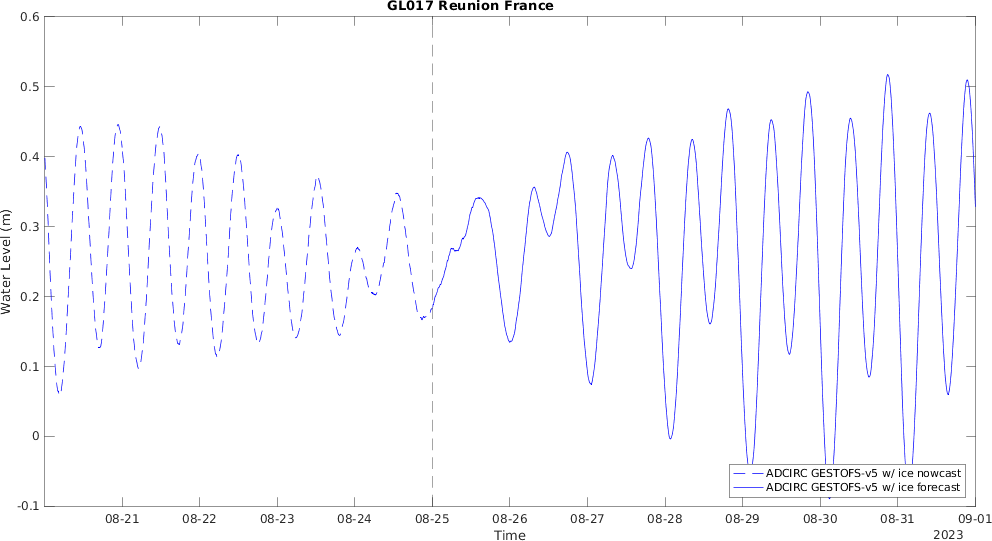 GL017 Reunion France
0.6
0.5
0.4
0.3
0.2
0.1
0
-0.1
Water Level (m)
ADCIRC GESTOFS-v5 w/ ice nowcast
ADCIRC GESTOFS-v5 w/ ice forecast
08-21 08-22 08-23 08-24 08-25 08-26 08-27 08-28 08-29 08-30 08-31 09-01
Time
2023